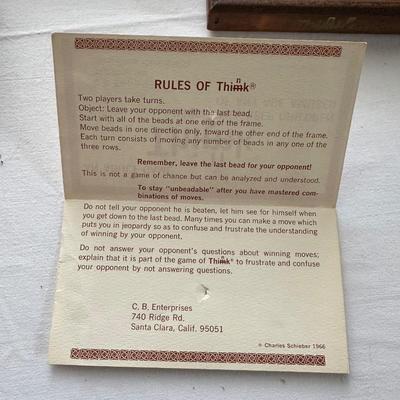 RULES OF Thimk®
n
Two players take turns.
Object: Leave your opponent with the last bead.
Start with all of the beads at one end of the frame.
Move beads in one direction only, toward the other end of the frame.
Each turn consists of moving any number of beads in any one of the
three rows.
Remember, leave the last bead for your opponent!
This is not a game of chance but can be analyzed and understood.
To stay "unbeadable" after you have mastered com-
binations of moves.
Do not tell your opponent he is beaten, let him see for himself when
you get down to the last bead. Many times you can make a move which
puts you in jeopardy so as to confuse and frustrate the understanding
of winning by your opponent.
Do not answer your opponent's questions about winning moves;
explain that it is part of the game of Thimk® to frustrate and confuse
n
your opponent by not answering questions.
C. B. Enterprises
740 Ridge Rd.
Santa Clara, Calif. 95051
© Charles Schieber 1966